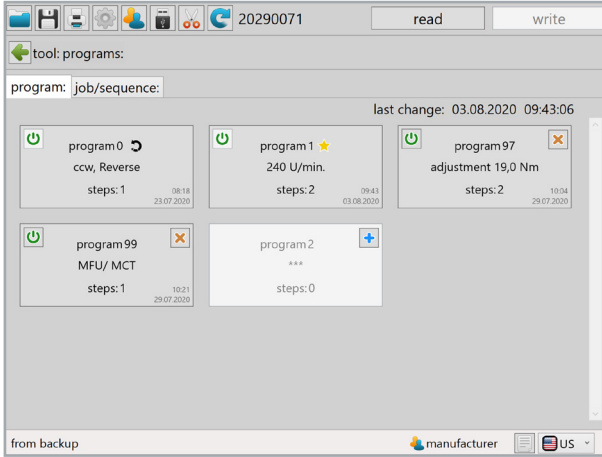 20290071 read write
tool: programs:
program: job/sequence:
last change: 03.08.2020 09:43:06
program 0
ccw, Reverse
steps: 1
08:18
23.07.2020
program 1
240 U/min.
steps: 2
09:43
03.08.2020
program 97
adjustment 19,0 Nm
steps: 2
10:04
29.07.2020
program 99
MFU/ MCT
steps: 1
10:21
29.07.2020
program 2
***
steps: 0
from backup manufacturer US